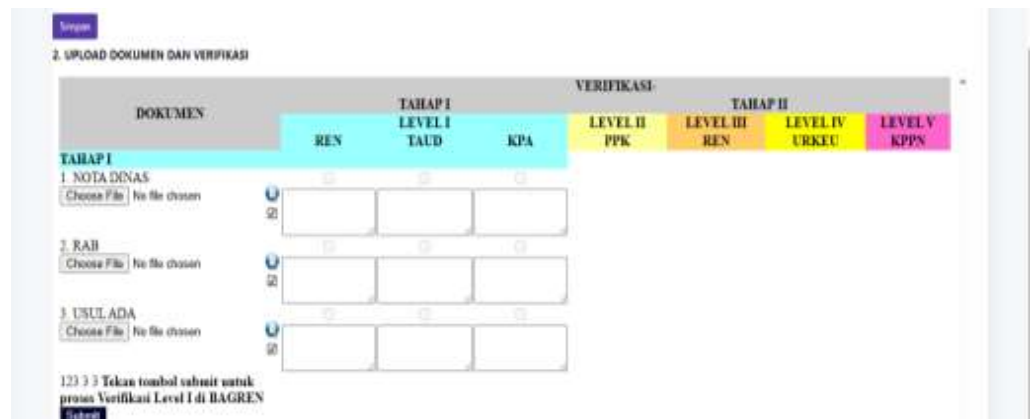 Simpan
2. UPLOAD DOKUMEN DAN VERIFIKASI
DOKUMEN
VERIFIKASI
TAHAP I
TAHAP II
LEVEL I
LEVEL II
LEVEL III
LEVEL IV
LEVEL V
REN
TAUD
KPA
PPK
REN
URKEU
KPPN
TAHAP I
1 NOTA DINAS
Choose File No file chosen
2. RAB
Choose File No file chosen
3. USUL ADA
Choose File No file chosen
123 3 3 Tekan tombol submit untuk
proses Verifikasi Level I di BAGREN
Submit